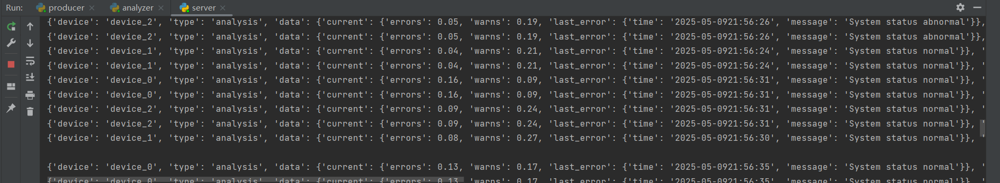 Run: producer analyzer server
{'device': 'device_2', 'type': 'analysis', 'data': {'current': {'errors': 0.05, 'warns': 0.19, 'last_error': {'time': '2025-05-0921:56:26', 'message': 'System status abnormal'}},
{'device': 'device_2', 'type': 'analysis', 'data': {'current': {'errors': 0.05, 'warns': 0.19, 'last_error': {'time': '2025-05-0921:56:26', 'message': 'System status abnormal'}},
{'device': 'device_1', 'type': 'analysis', 'data': {'current': {'errors': 0.04, 'warns': 0.21, 'last_error': {'time': '2025-05-0921:56:24', 'message': 'System status normal'}}, '
{'device': 'device_1', 'type': 'analysis', 'data': {'current': {'errors': 0.04, 'warns': 0.21, 'last_error': {'time': '2025-05-0921:56:24', 'message': 'System status normal'}}, '
{'device': 'device_0', 'type': 'analysis', 'data': {'current': {'errors': 0.16, 'warns': 0.09, 'last_error': {'time': '2025-05-0921:56:31', 'message': 'System status normal'}}, '
{'device': 'device_0', 'type': 'analysis', 'data': {'current': {'errors': 0.16, 'warns': 0.09, 'last_error': {'time': '2025-05-0921:56:31', 'message': 'System status normal'}}, '
{'device': 'device_2', 'type': 'analysis', 'data': {'current': {'errors': 0.09, 'warns': 0.24, 'last_error': {'time': '2025-05-0921:56:31', 'message': 'System status normal'}}, '
{'device': 'device_2', 'type': 'analysis', 'data': {'current': {'errors': 0.09, 'warns': 0.24, 'last_error': {'time': '2025-05-0921:56:31', 'message': 'System status normal'}}, '
{'device': 'device_1', 'type': 'analysis', 'data': {'current': {'errors': 0.08, 'warns': 0.27, 'last_error': {'time': '2025-05-0921:56:30', 'message': 'System status normal'}}, '
{'device': 'device_0', 'type': 'analysis', 'data': {'current': {'errors': 0.13, 'warns': 0.17, 'last_error': {'time': '2025-05-0921:56:35', 'message': 'System status normal'}}, '
{'device': 'device_0', 'type': 'analysis', 'data': {'current': {'errors': 0.13, 'warns': 0.17, 'last_error': {'time': '2025-05-0921:56:35', 'message': 'System status normal'}}, '